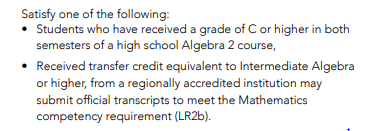 Satisfy one of the following:
• Students who have received a grade of C or higher in both
semesters of a high school Algebra 2 course,
• Received transfer credit equivalent to Intermediate Algebra
or higher, from a regionally accredited institution may
submit official transcripts to meet the Mathematics
competency requirement (LR2b).